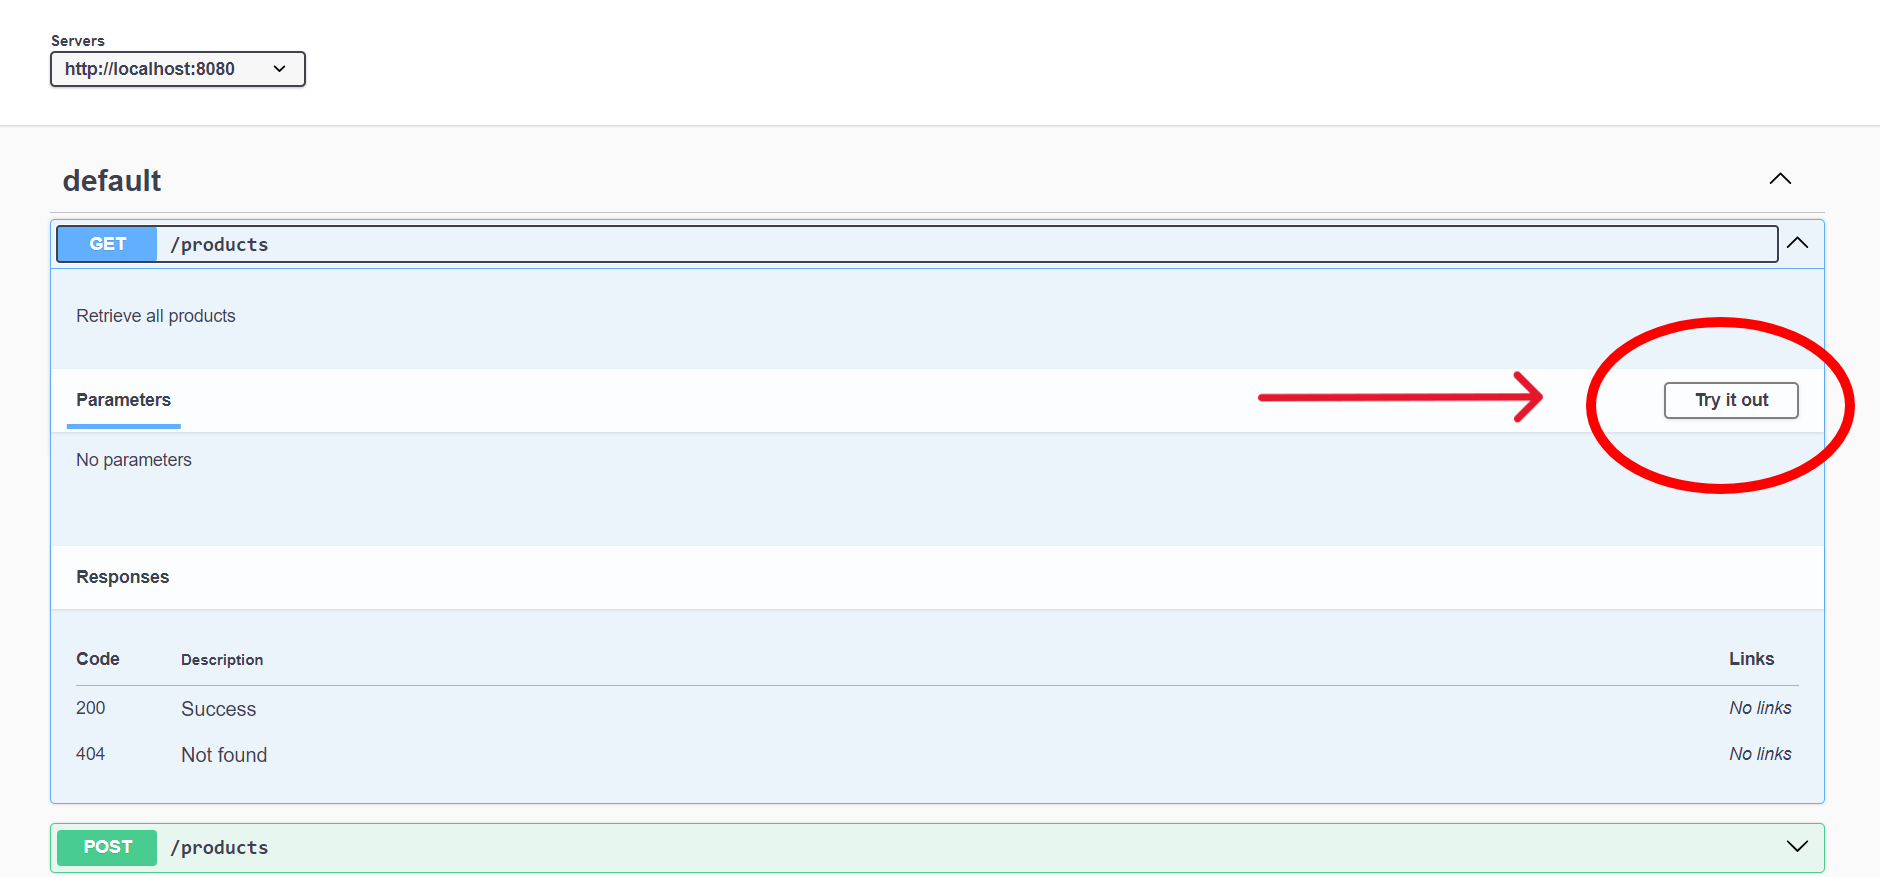 Servers
http://localhost:8080
default
GET /products
Retrieve all products
Parameters Try it out
No parameters
Responses
Code Description Links
200 Success No links
404 Not found No links
POST /products